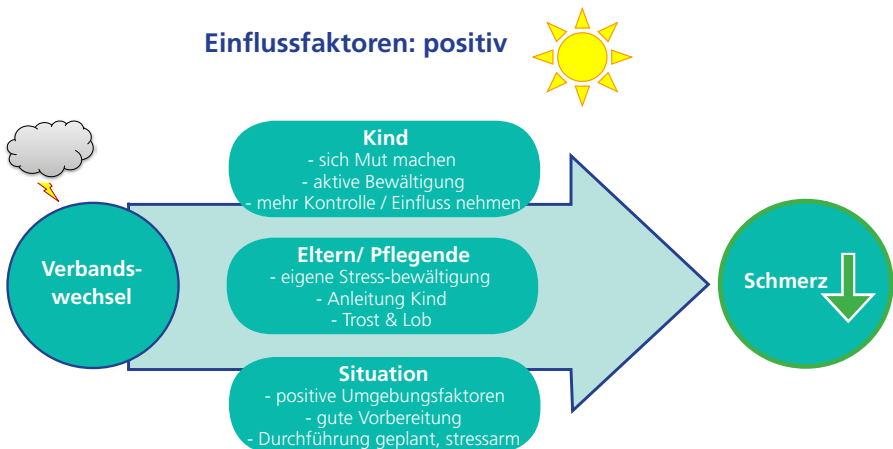 Einflussfaktoren: positiv
Kind
- sich Mut machen
- aktive Bewältigung
- mehr Kontrolle / Einfluss nehmen
Verbands-
wechsel
Eltern/ Pflegende
- eigene Stress-bewältigung
- Anleitung Kind
- Trost & Lob
Schmerz
Situation
- positive Umgebungsfaktoren
- gute Vorbereitung
- Durchführung geplant, stressarm